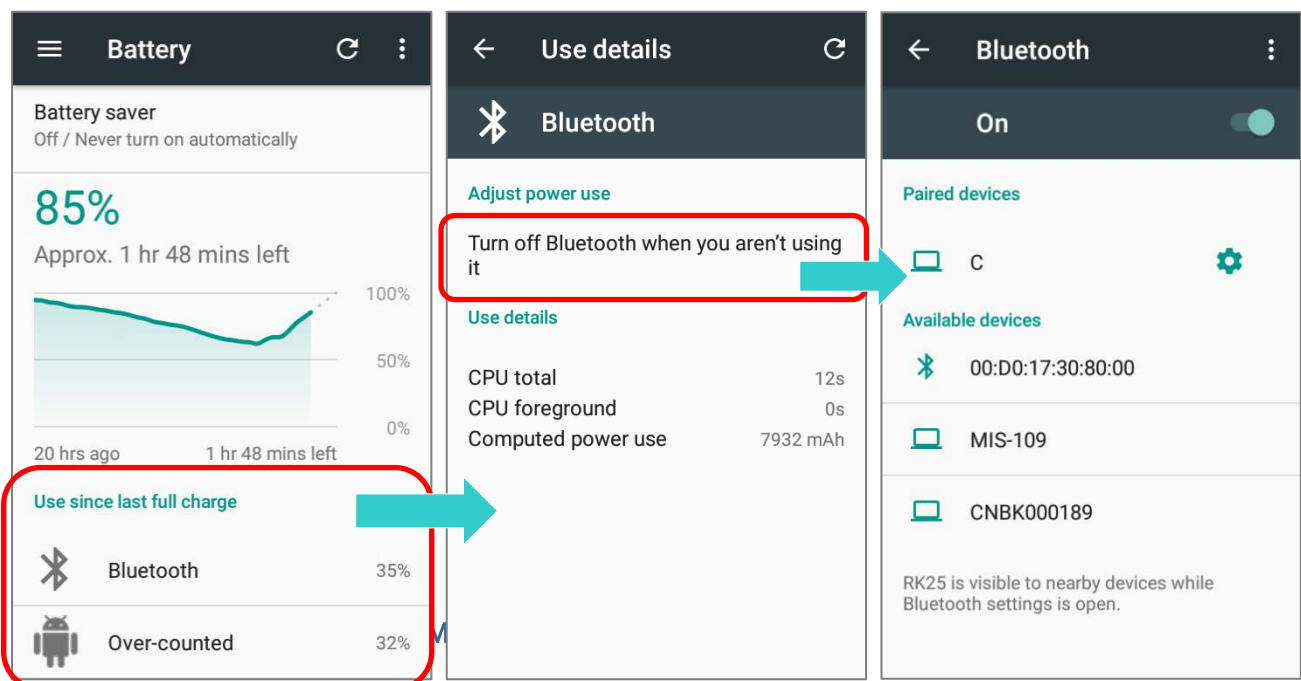 Battery
Battery saver
Off / Never turn on automatically
85%
Approx. 1 hr 48 mins left
100%
50%
0%
20 hrs ago 1 hr 48 mins left
Use since last full charge
Bluetooth 35%
Over-counted 32%
M
Use details
Bluetooth
Adjust power use
Turn off Bluetooth when you aren't using
it
Use details
CPU total 12s
CPU foreground 0s
Computed power use 7932 mAh
Bluetooth
On
Paired devices
C
Available devices
00:D0:17:30:80:00
MIS-109
CNBK000189
RK25 is visible to nearby devices while
Bluetooth settings is open.